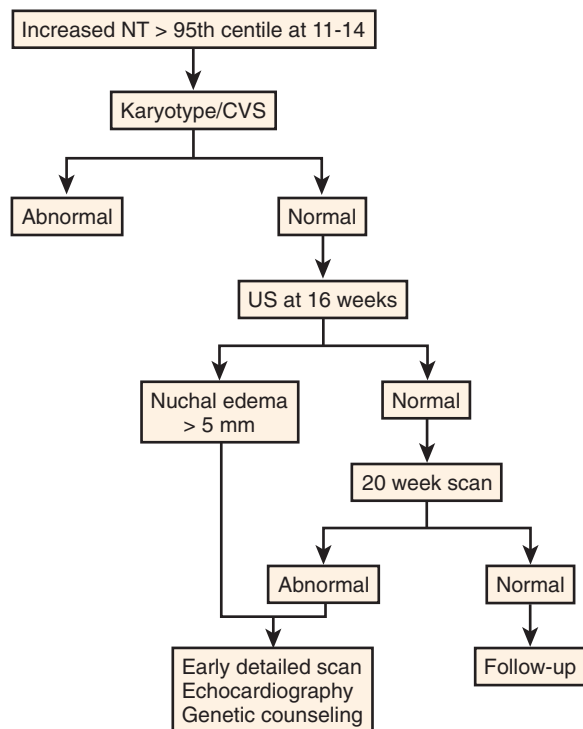 Increased NT > 95th centile at 11-14
Karyotype/CVS
Abnormal
Normal
US at 16 weeks
Nuchal edema
> 5 mm
Normal
20 week scan
Abnormal
Normal
Early detailed scan
Echocardiography
Genetic counseling
Follow-up